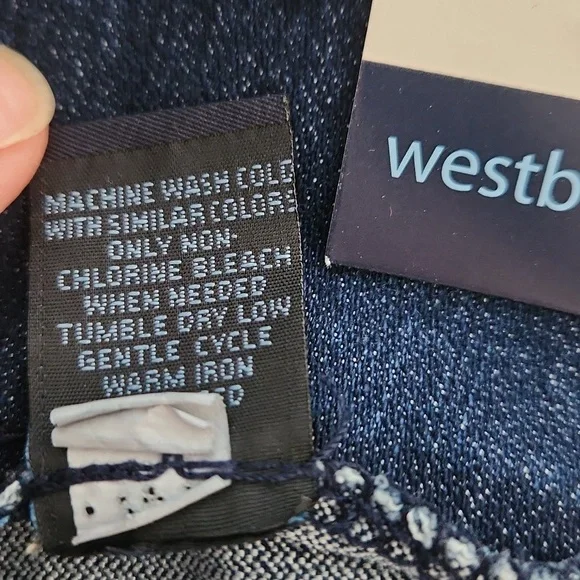 MACHINE WASH COLD
WITH SIMILAR COLORS
ONLY NON
CHLORINE BLEACH
WHEN NEEDED
TUMBLE DRY LOW
GENTLE CYCLE
WARM IRON
westb